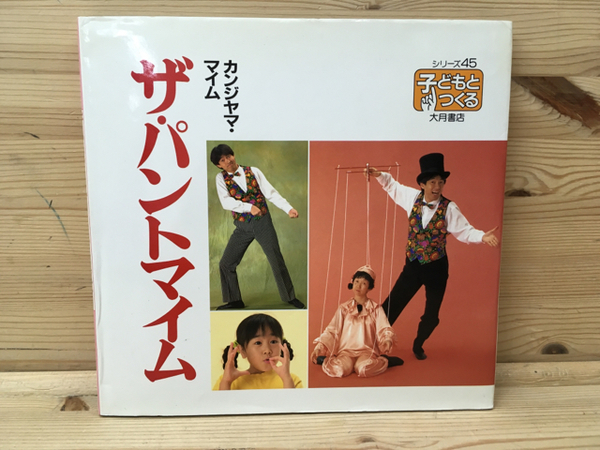 シリーズ45
子どもと
つくる
大月書店
カンジヤマ・
マイム
ザ・パントマイム